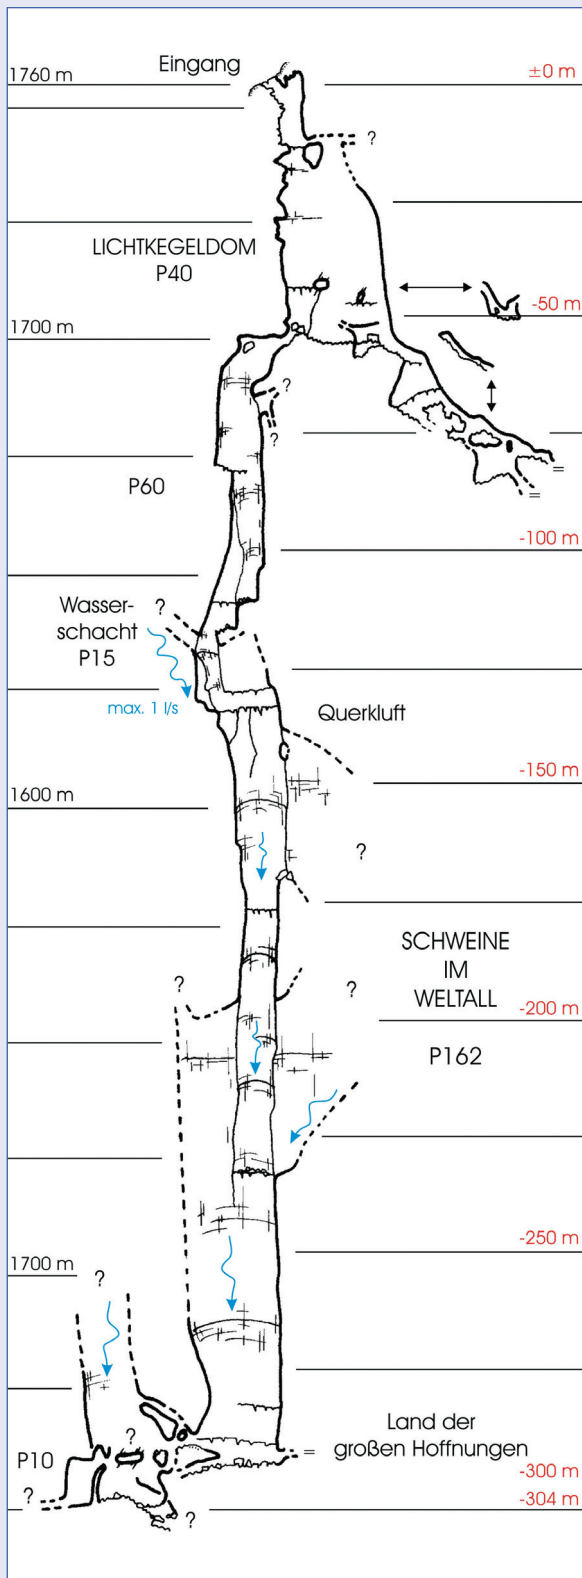 Eingang
1760 m
±0 m
?
LICHTKEGELDOM
P40
-50 m
1700 m
?
?
P60
=
=
-100 m
Wasser-
schacht
P15
?
max. 1 l/s
Querkluft
-150 m
1600 m
?
SCHWEINE
IM
WELTALL
?
?
-200 m
P162
-250 m
1700 m
?
Land der
großen Hoffnungen
=
?
P10
-300 m
?
-304 m
?